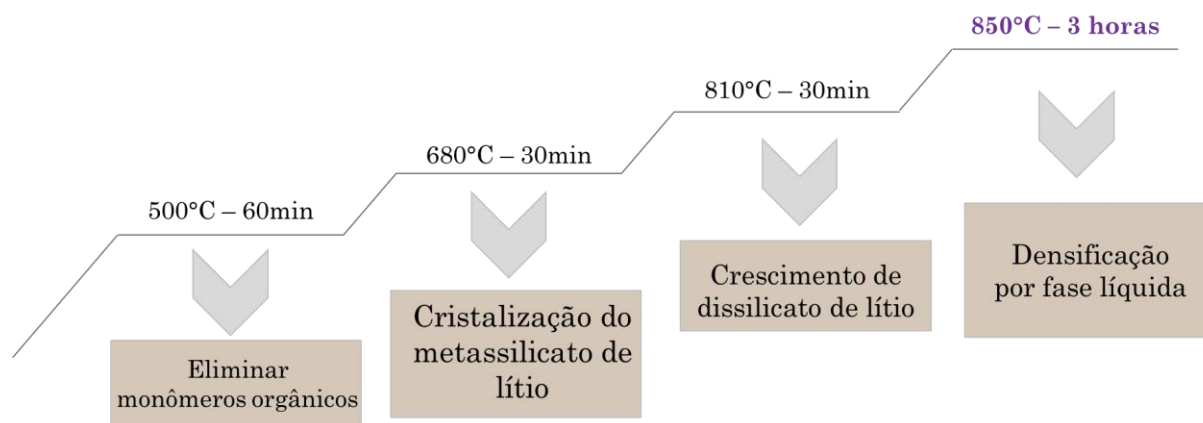 500°C – 60min
Eliminar
monômeros orgânicos
680°C – 30min
Cristalização do
metassilicato de
lítio
810°C – 30min
Crescimento de
dissilicato de lítio
850°C – 3 horas
Densificação
por fase líquida